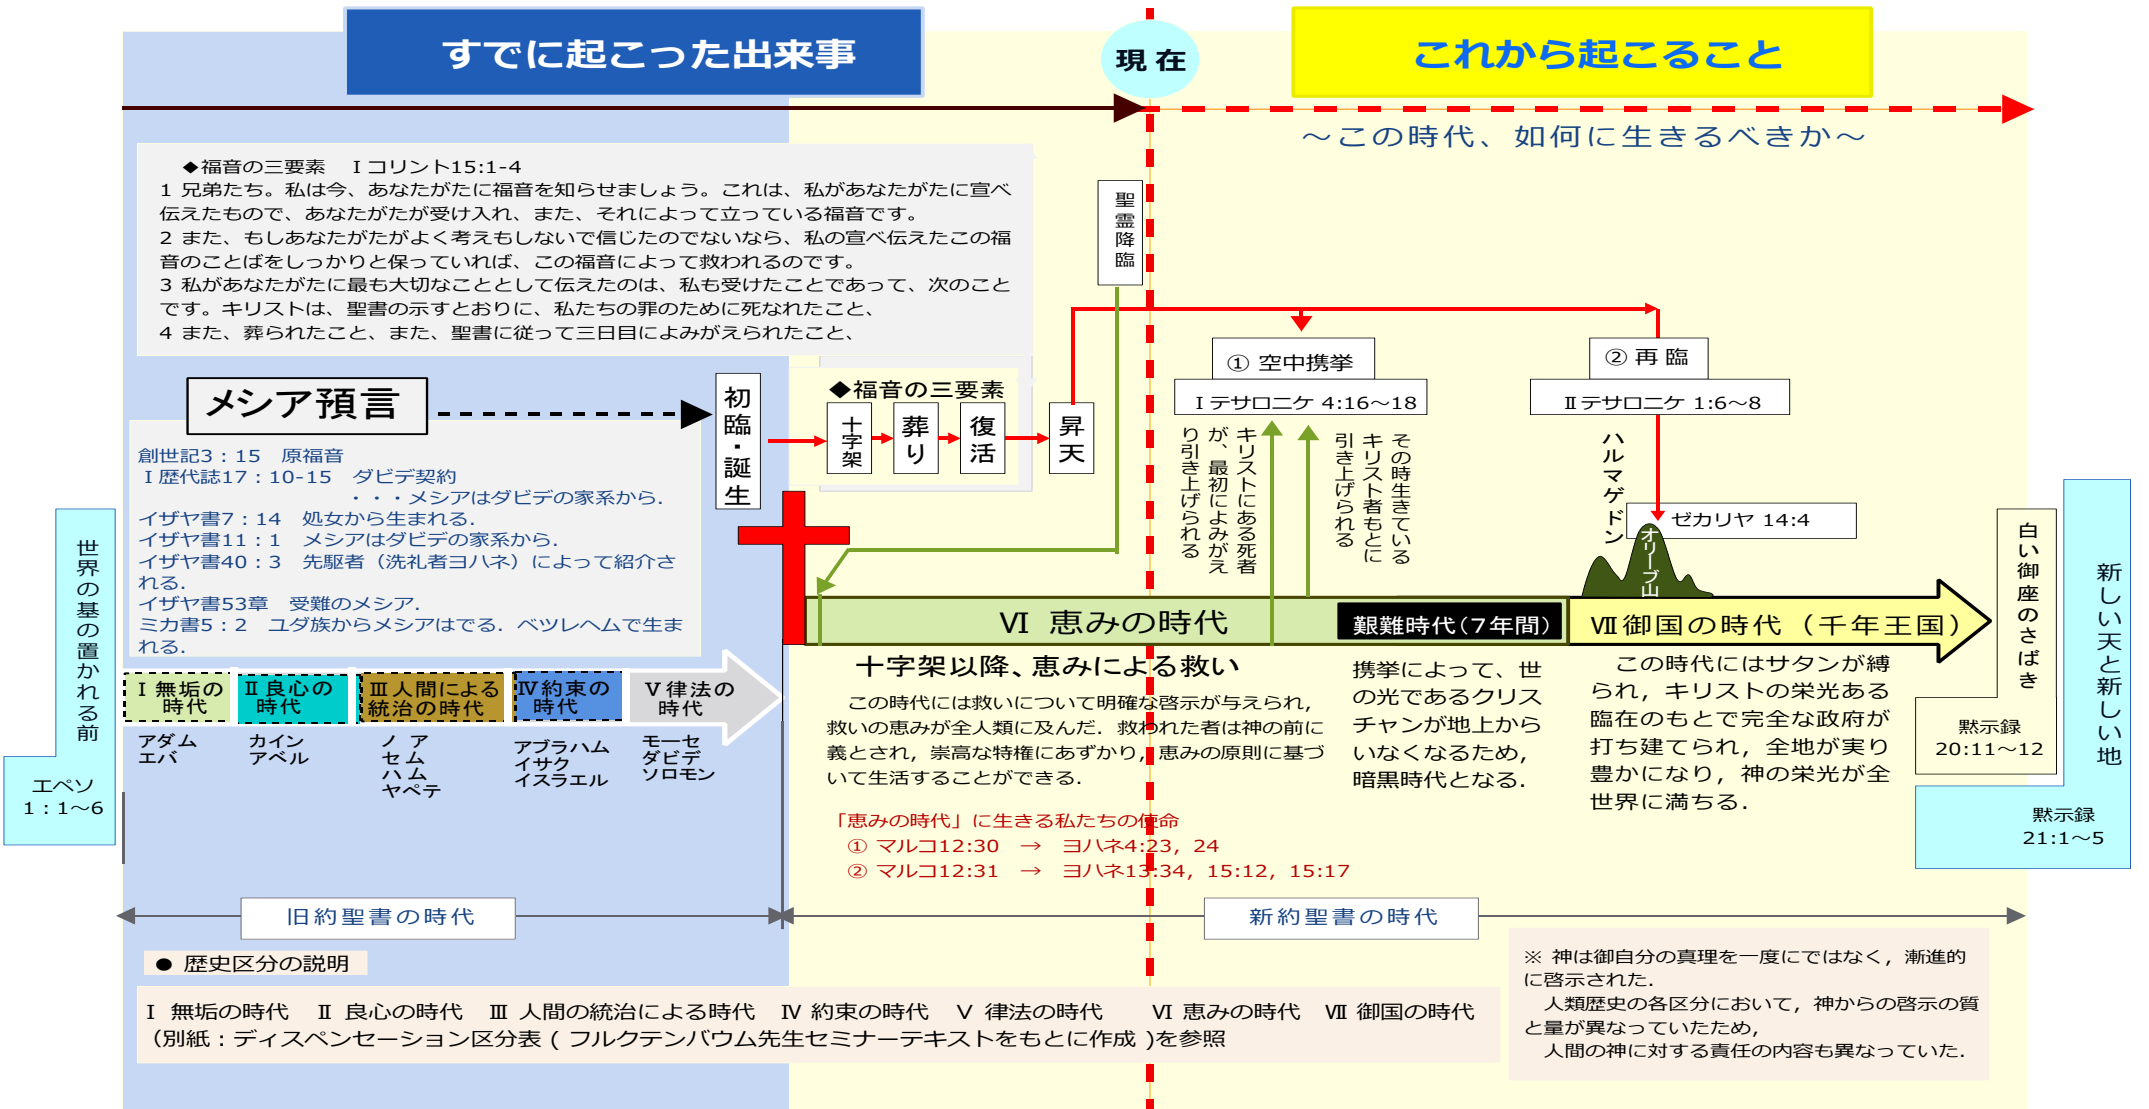 すでに起こった出来事
現 在
これから起こること
～この時代、如何に生きるべきか～
◆福音の三要素　Ⅰコリント15:1-4
1 兄弟たち。私は今、あなたがたに福音を知らせましょう。これは、私があなたがたに宣べ
伝えたもので、あなたがたが受け入れ、また、それによって立っている福音です。
2 また、もしあなたがたがよく考えもしないで信じたのでないなら、私の宣べ伝えたこの福
音のことばをしっかりと保っていれば、この福音によって救われるのです。
3 私があなたがたに最も大切なこととして伝えたのは、私も受けたことであって、次のこと
です。キリストは、聖書の示すとおりに、私たちの罪のために死なれたこと、
4 また、葬られたこと、また、聖書に従って三日目によみがえられたこと、
聖霊降臨
メシア預言
初臨・誕生
◆福音の三要素
十字架
葬り
復活
昇天
① 空中携挙
Ⅰテサロニケ 4:16～18
② 再 臨
Ⅱテサロニケ 1:6～8
キリストにある死者
が、最初によみがえ
り引き上げられる
その時生きている
キリスト者もとに
引き上げられる
ハルマゲドン
ゼカリヤ 14:4
オリーブ山
創世記3：15　原福音
Ⅰ歴代誌17：10-15　ダビデ契約
・・・メシアはダビデの家系から.
イザヤ書7：14　処女から生まれる.
イザヤ書11：1　メシアはダビデの家系から.
イザヤ書40：3　先駆者（洗礼者ヨハネ）によって紹介さ
れる.
イザヤ書53章　受難のメシア.
ミカ書5：2　ユダ族からメシアはでる．ベツレヘムで生ま
れる.
世界の基の置かれる前
エペソ
1：1～6
Ⅰ 無垢の
時代
Ⅱ 良心の
時代
Ⅲ 人間による
統治の時代
Ⅳ 約束の
時代
Ⅴ 律法の
時代
アダム
エバ
カイン
アベル
ノ ア
セ ム
ハ ム
ヤペテ
アブラハム
イサク
イスラエル
モーセ
ダビデ
ソロモン
Ⅵ 恵みの時代
艱難時代（7年間）
Ⅶ 御国の時代（千年王国）
十字架以降、恵みによる救い
この時代には救いについて明確な啓示が与えられ，
救いの恵みが全人類に及んだ．救われた者は神の前に
義とされ，崇高な特権にあずかり，恵みの原則に基づ
いて生活することができる.
「恵みの時代」に生きる私たちの使命
① マルコ12:30　→　ヨハネ4:23，24
② マルコ12:31　→　ヨハネ13:34，15:12，15:17
携挙によって、世
の光であるクリス
チャンが地上から
いなくなるため，
暗黒時代となる.
この時代にはサタンが縛
られ，キリストの栄光ある
臨在のもとで完全な政府が
打ち建てられ，全地が実り
豊かになり，神の栄光が全
世界に満ちる.
白い御座のさばき
黙示録
20:11～12
新しい天と新しい地
黙示録
21:1～5
旧約聖書の時代
新約聖書の時代
● 歴史区分の説明
Ⅰ 無垢の時代　Ⅱ 良心の時代　Ⅲ 人間の統治による時代　Ⅳ 約束の時代　Ⅴ 律法の時代　　Ⅵ 恵みの時代　Ⅶ 御国の時代
（別紙：ディスペンセーション区分表 ( フルクテンバウム先生セミナーテキストをもとに作成 )を参照
※ 神は御自分の真理を一度にではなく，漸進的
に啓示された.
人類歴史の各区分において，神からの啓示の質
と量が異なっていたため，
人間の神に対する責任の内容も異なっていた.